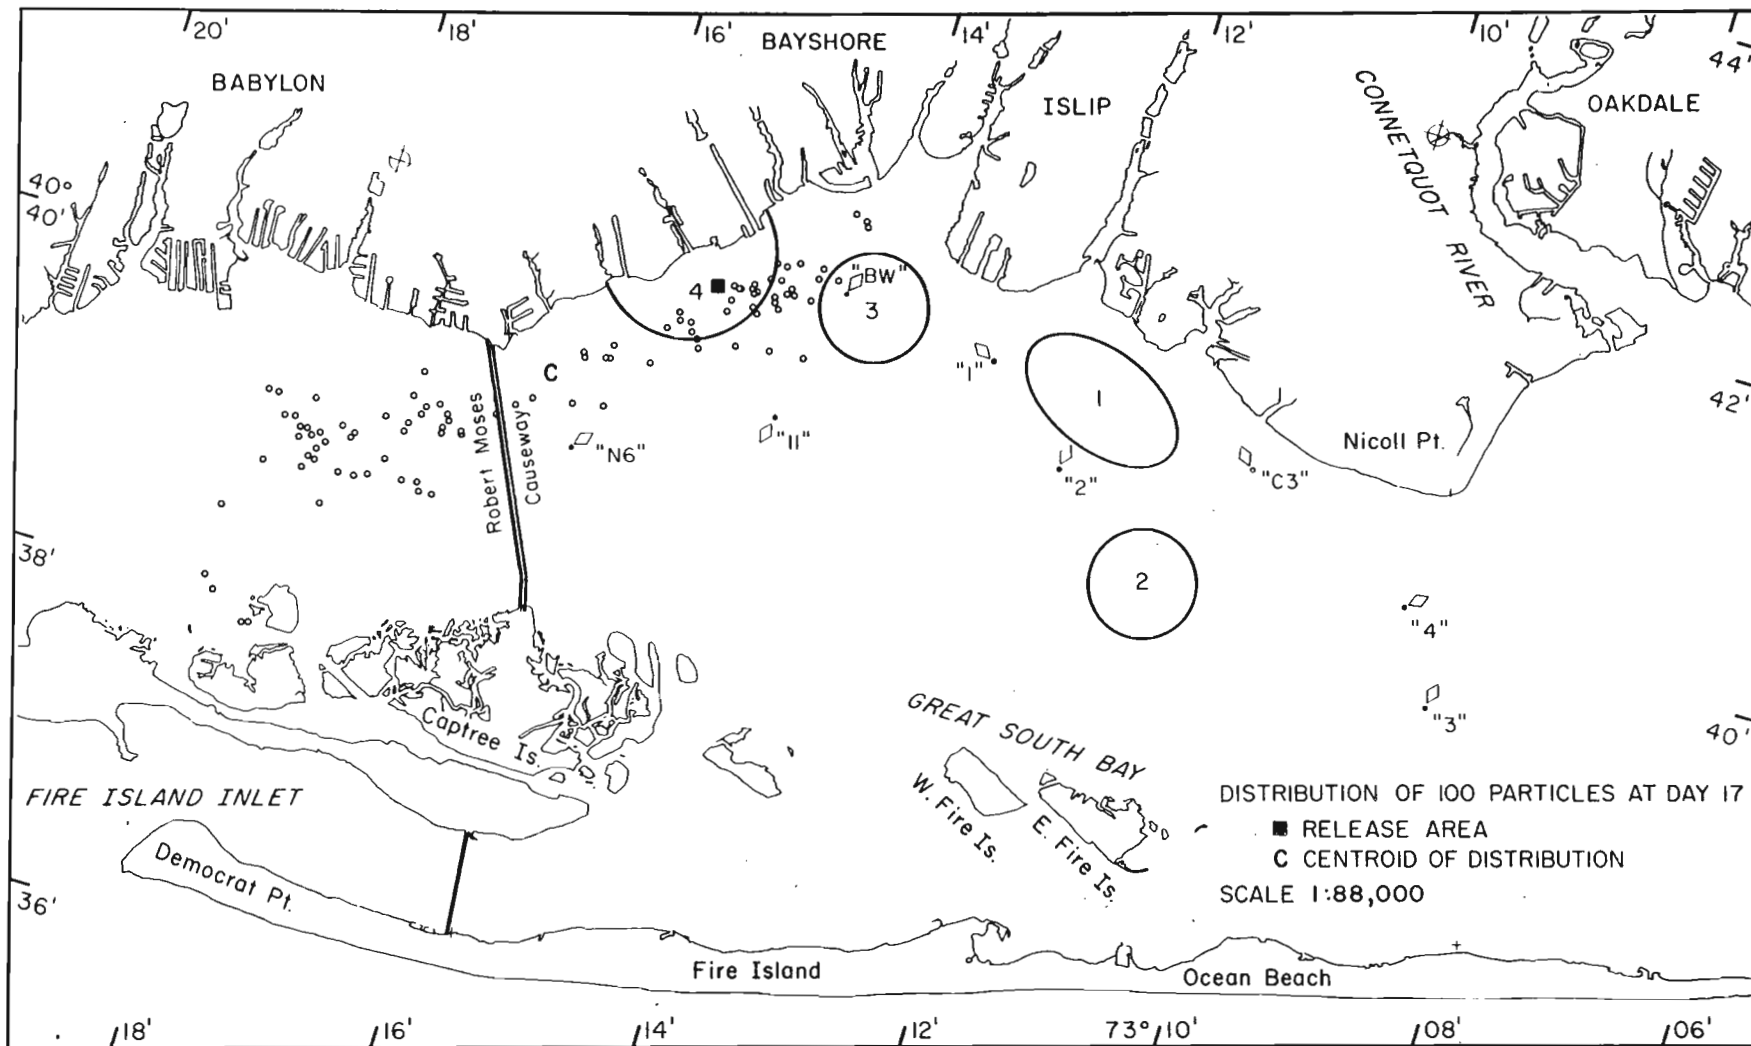 20'
18'
16'
14'
12'
10'
44'
BAYSHORE
BABYLON
ISLIP
OAKDALE
CONNETQUOT RIVER
40°
40'
4
"BW"
3
"1"
1
42'
C
Robert Moses
Causeway
"N6"
"11"
"2"
"C3"
Nicoll Pt.
38'
2
"4"
"3"
40'
Captree Is.
GREAT SOUTH BAY
W. Fire Is.
E. Fire Is.
FIRE ISLAND INLET
Democrat Pt.
DISTRIBUTION OF 100 PARTICLES AT DAY 17
RELEASE AREA
C CENTROID OF DISTRIBUTION
SCALE 1:88,000
36'
Fire Island
Ocean Beach
18'
16'
14'
12'
73° 10'
08'
06'